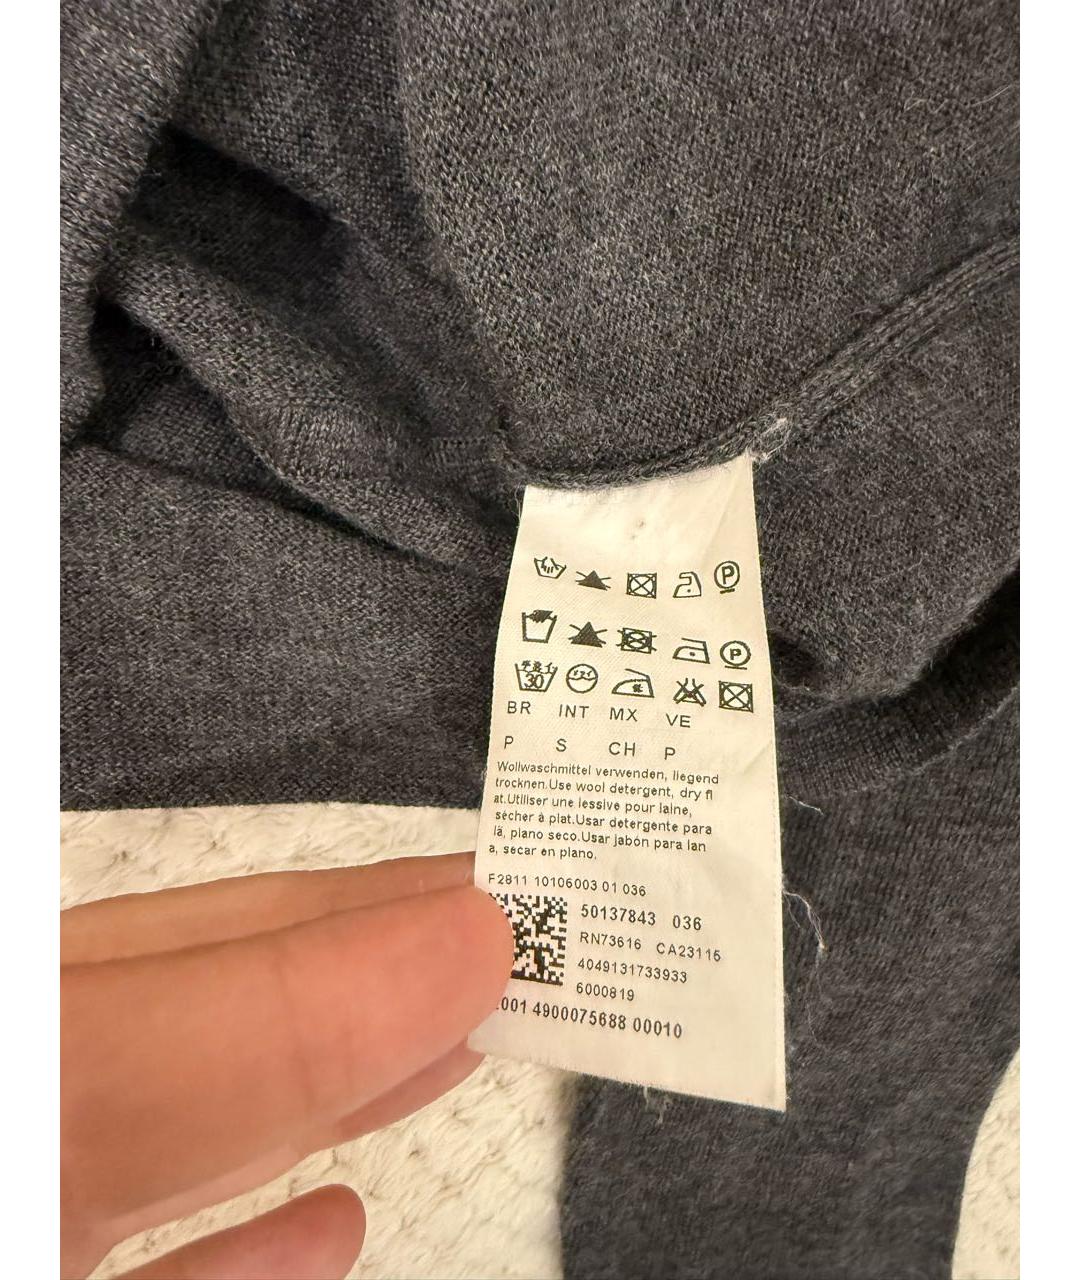 P
P
30
BR INT MX VE
P S CH P
Wollwaschmittel verwenden, liegend
trocknen.Use wool detergent, dry fl
at.Utiliser une lessive pour laine,
sécher à plat.Usar detergente para
lã, plano seco.Usar jabón para lan
a, secar en plano.
F2811 10106003 01 036
50137843 036
RN73616 CA23115
4049131733933
6000819
001 4900075688 00010